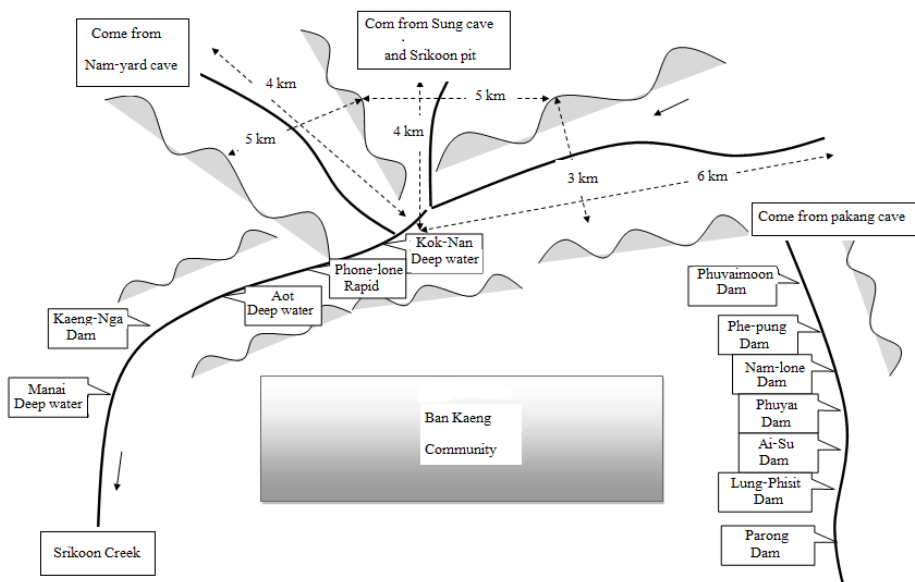 Come from
Nam-yard cave
Com from Sung cave
and Srikoon pit
4 km
5 km
5 km
4 km
3 km
6 km
Come from pakang cave
Kok-Nan
Deep water
Phone-lone
Rapid
Aot
Deep water
Kaeng-Nga
Dam
Manai
Deep water
Srikoon Creek
Ban Kaeng
Community
Phuyaimoon
Dam
Phe-pung
Dam
Nam-lone
Dam
Phuyai
Dam
Ai-Su
Dam
Lung-Phisit
Dam
Parong
Dam